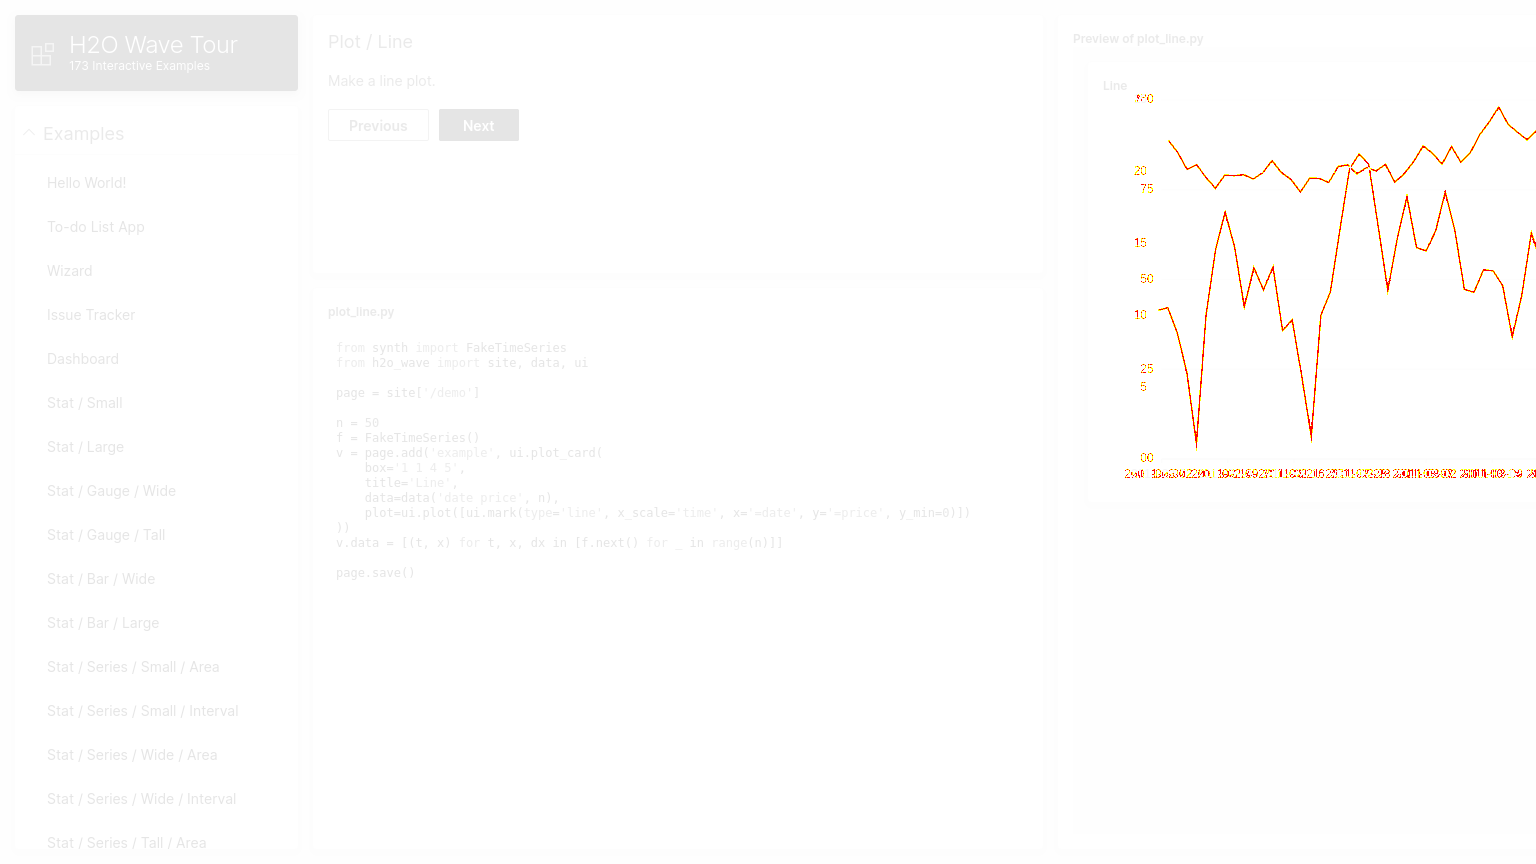 H2O Wave Tour
173 Interactive Examples
Examples
Hello World!
To-do List App
Wizard
Issue Tracker
Dashboard
Stat / Small
Stat / Large
Stat / Gauge / Wide
Stat / Gauge / Tall
Stat / Bar / Wide
Stat / Bar / Large
Stat / Series / Small / Area
Stat / Series / Small / Interval
Stat / Series / Wide / Area
Stat / Series / Wide / Interval
Stat / Series / Tall / Area
Plot / Line
Make a line plot.
Previous
Next
plot_line.py
from synth import FakeTimeSeries
from h2o_wave import site, data, ui
page = site['/demo']
n = 50
f = FakeTimeSeries()
v = page.add('example', ui.plot_card(
box='1 1 4 5',
title='Line',
data=data('date price', n),
plot=ui.plot([ui.mark(type='line', x_scale='time', x='=date', y='=price', y_min=0)])
))
v.data = [(t, x) for t, x, dx in [f.next() for _ in range(n)]]
page.save()
Preview of plot_line.py
Line
20
75
15
50
10
25
5